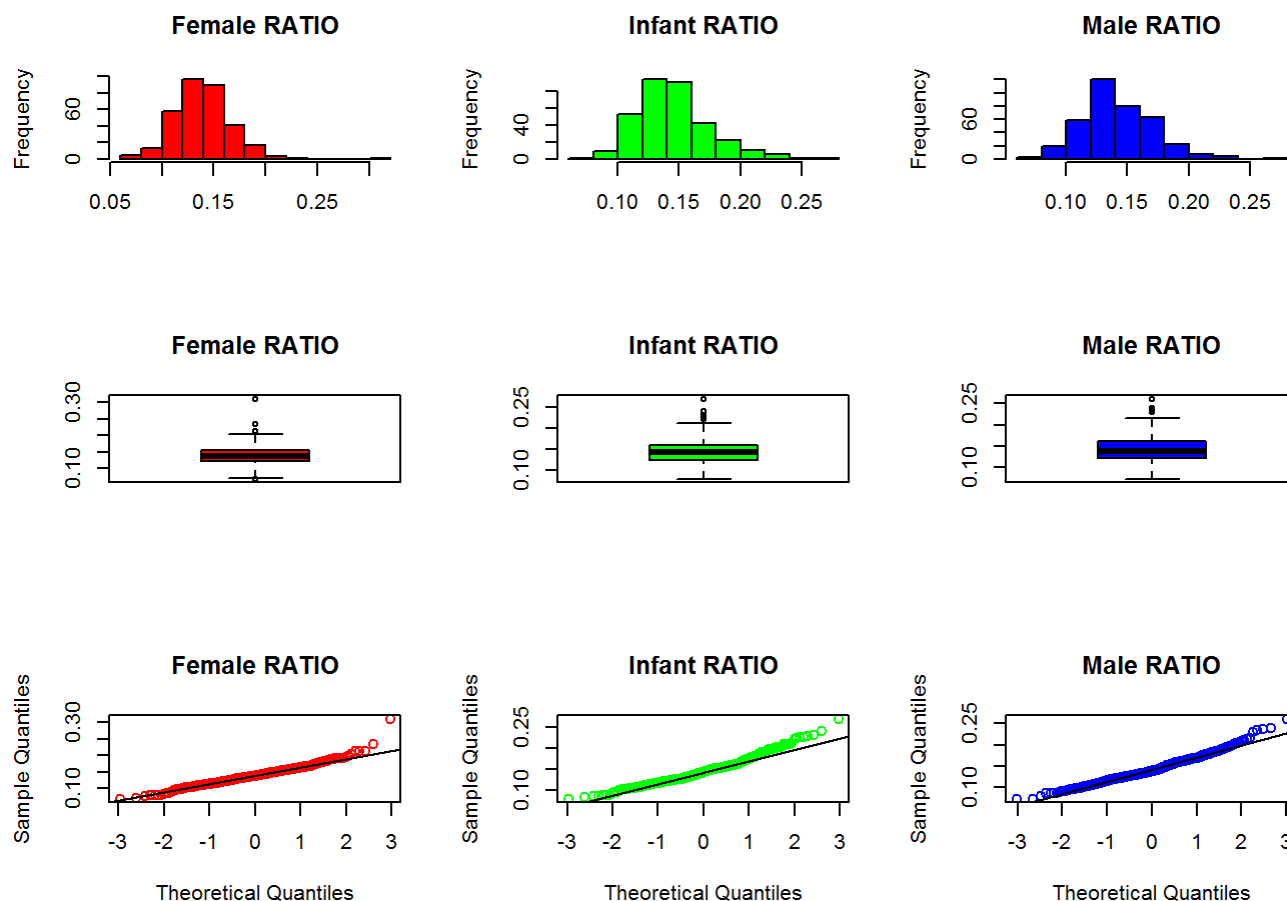 Female RATIO Infant RATIO Male RATIO
Frequency Frequency Frequency
60 40 60
0 0 0
0.05 0.15 0.25 0.10 0.15 0.20 0.25 0.10 0.15 0.20 0.25
Female RATIO Infant RATIO Male RATIO
0.30 0.25 0.25
0.10 0.10 0.10
Female RATIO Infant RATIO Male RATIO
Sample Quantiles Sample Quantiles Sample Quantiles
0.30 0.25 0.25
0.10 0.10 0.10
-3 -2 -1 0 1 2 3 -3 -2 -1 0 1 2 3 -3 -2 -1 0 1 2 3
Theoretical Quantiles Theoretical Quantiles Theoretical Quantiles